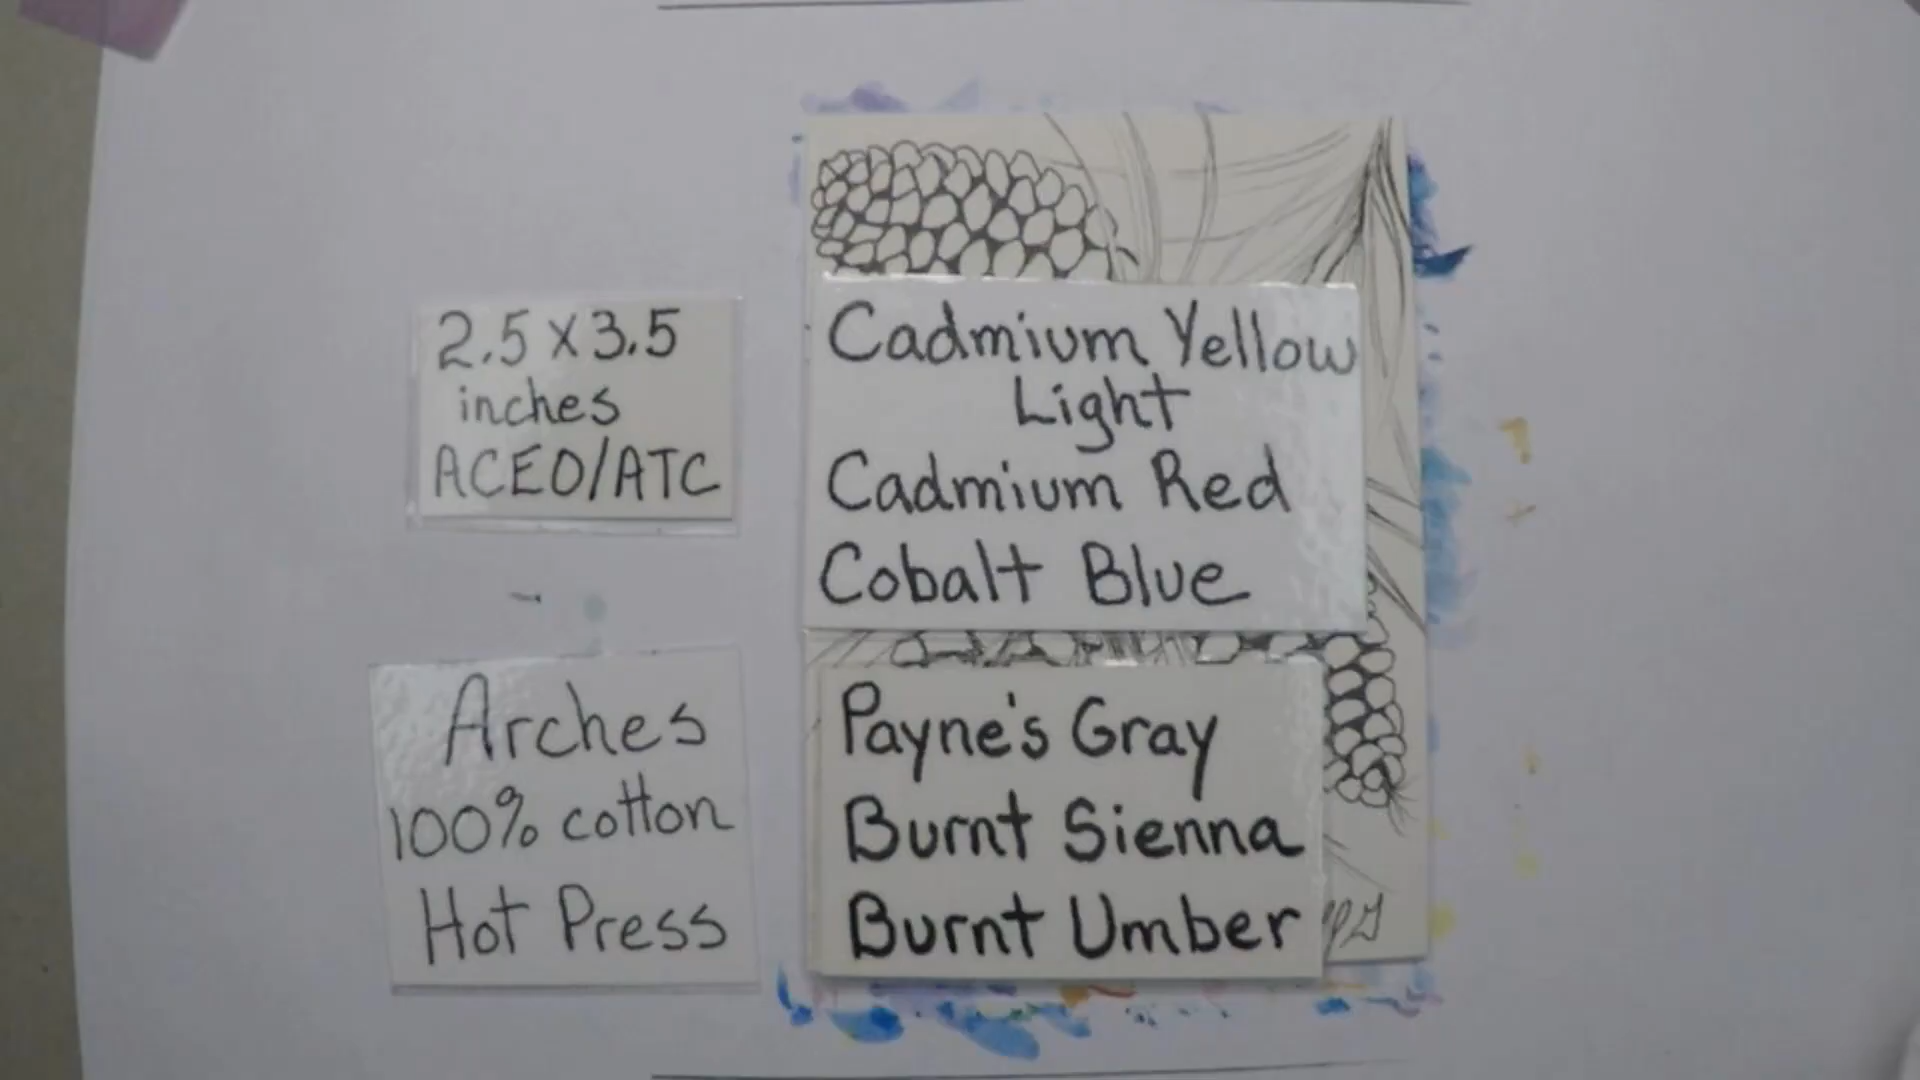 2.5 x 3.5
inches
ACEO/ATC
Arches
100% cotton
Hot Press
Cadmium Yellow
Light
Cadmium Red
Cobalt Blue
Payne's Gray
Burnt Sienna
Burnt Umber